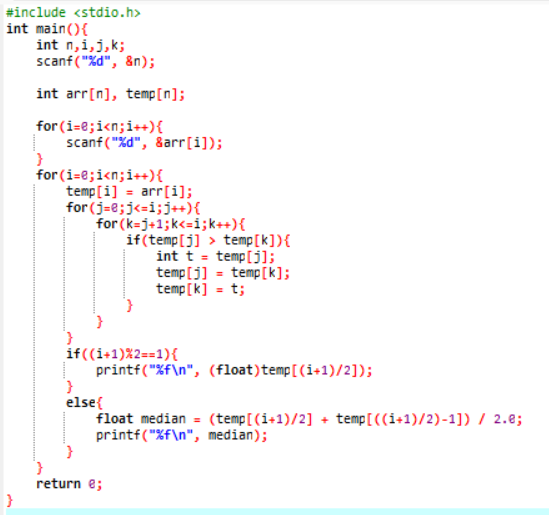 #include <stdio.h>
int main(){
    int n,i,j,k;
    scanf("%d", &n);

    int arr[n], temp[n];

    for(i=0;i<n;i++){
        scanf("%d", &arr[i]);
    }
    for(i=0;i<n;i++){
        temp[i] = arr[i];
        for(j=0;j<=i;j++){
            for(k=j+1;k<=i;k++){
                if(temp[j] > temp[k]){
                    int t = temp[j];
                    temp[j] = temp[k];
                    temp[k] = t;
                }
            }
        }
        if((i+1)%2==1){
            printf("%f\n", (float)temp[(i+1)/2]);
        }
        else{
            float median = (temp[(i+1)/2] + temp[((i+1)/2)-1]) / 2.0;
            printf("%f\n", median);
        }
    }
    return 0;
}